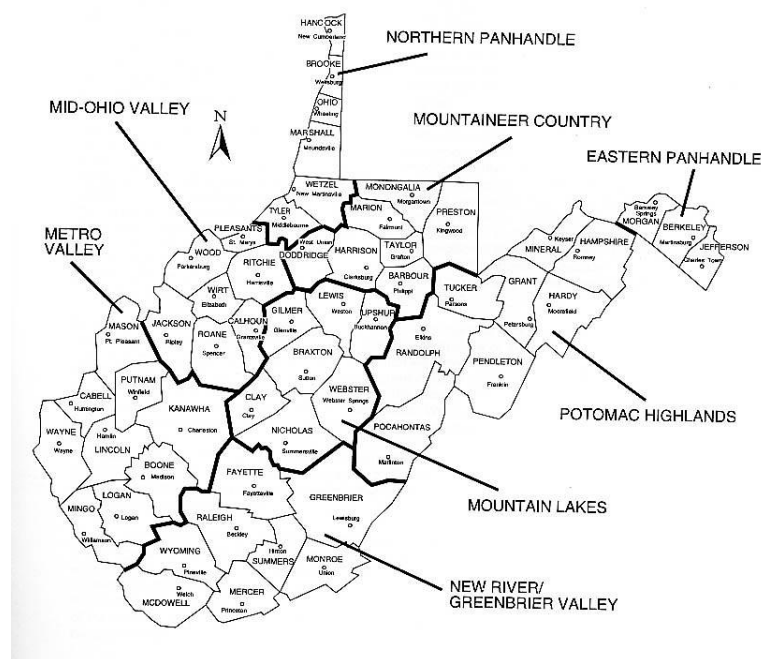 HANCOCK
New Cumberland
NORTHERN PANHANDLE
BROOKE
Wellsburg
MID-OHIO VALLEY
N
OHIO
Wheeling
MOUNTAINEER COUNTRY
MARSHALL
Moundsville
EASTERN PANHANDLE
WETZEL
New Martinsville
MONONGALIA
Morgantown
METRO
VALLEY
TYLER
Middlebourne
MARION
Fairmont
PRESTON
Kingwood
Berkeley
Springs
MORGAN
BERKELEY
Martinsburg
JEFFERSON
Charles Town
PLEASANTS
St. Marys
WOOD
Parkersburg
West Union
DODDRIDGE
HARRISON
Clarksburg
TAYLOR
Grafton
MINERAL
Keyser
HAMPSHIRE
Romney
RITCHIE
Harrisville
WIRT
Elizabeth
BARBOUR
Philippi
TUCKER
Parsons
GRANT
Petersburg
HARDY
Moorefield
MASON
Pt. Pleasant
JACKSON
Ripley
ROANE
Spencer
CALHOUN
Grantsville
GILMER
Glenville
LEWIS
Weston
UPSHUR
Buckhannon
Elkins
RANDOLPH
PENDLETON
Franklin
BRAXTON
Sutton
PUTNAM
Winfield
CABELL
Huntington
KANAWHA
Charleston
CLAY
Clay
WEBSTER
Webster Springs
POTOMAC HIGHLANDS
WAYNE
Wayne
Hamlin
LINCOLN
NICHOLAS
Summersville
POCAHONTAS
Marlinton
BOONE
Madison
FAYETTE
Fayetteville
GREENBRIER
Lewisburg
MOUNTAIN LAKES
LOGAN
Logan
MINGO
Williamson
RALEIGH
Beckley
WYOMING
Pineville
Hinton
SUMMERS
MONROE
Union
NEW RIVER/
GREENBRIER VALLEY
Welch
MCDOWELL
MERCER
Princeton